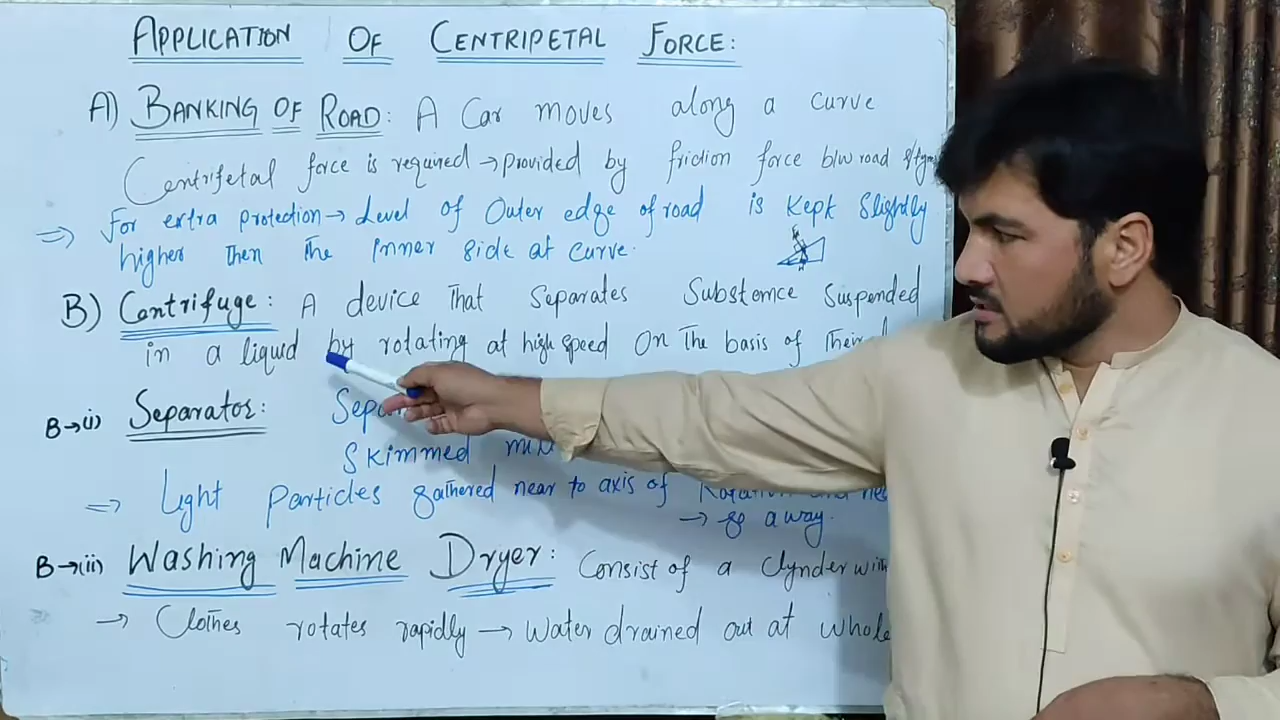 APPLICATION OF CENTRIPETAL FORCE:
A) BANKING OF ROAD: A Car moves along a curve
Centrifetal force is required → provided by friction force b/w road
⇒ for extra protection → Level of Outer edge of road is Kept Slightly
higher then the inner side at curve.
B) Centrifuge: A device That Separates Substance Suspended
in a liquid by rotating at high speed On The basis of Their
B→(i) Separator:
Skimmed
⇒ Light Particles gathered near to axis of Rotation and
→ go away.
B→(ii) Washing Machine Dryer: Consist of a Clynder with
→ Clothes rotates rapidly → Water drained out at whole